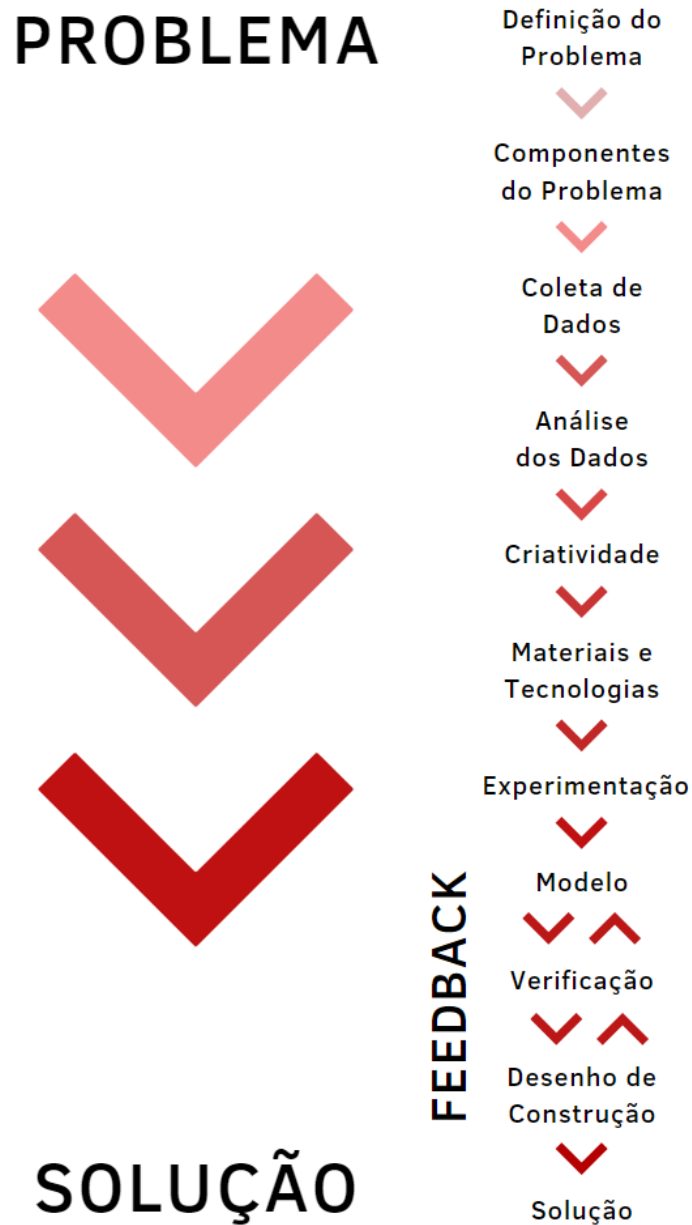 PROBLEMA
SOLUÇÃO
Definição do
Problema
Componentes
do Problema
Coleta de
Dados
Análise
dos Dados
Criatividade
Materiais e
Tecnologias
Experimentação
FEEDBACK
Modelo
Verificação
Desenho de
Construção
Solução